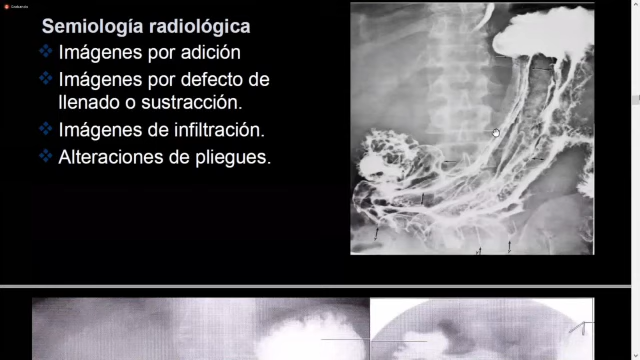 Semiología radiológica
Imágenes por adición
Imágenes por defecto de
llenado o sustracción.
Imágenes de infiltración.
Alteraciones de pliegues.